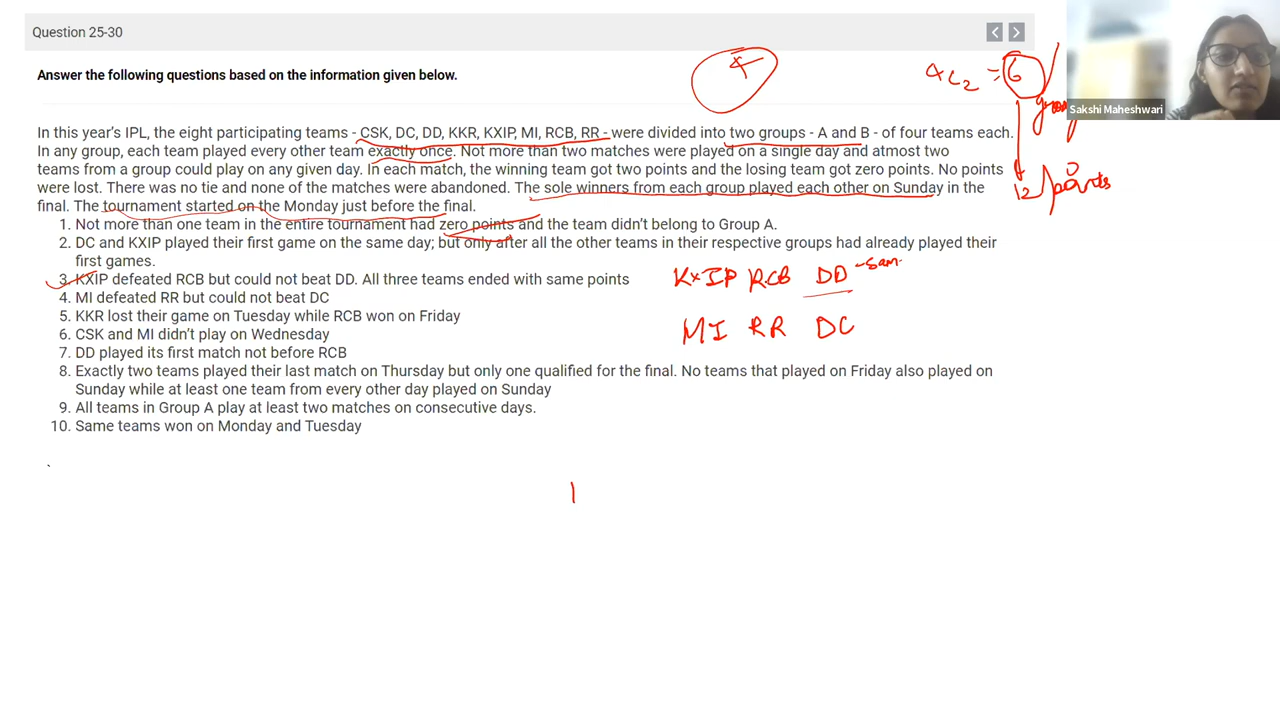 Question 25-30
Answer the following questions based on the information given below.
4
4C2 = 6
Sakshi Maheshwari
12 points
In this year's IPL, the eight participating teams - CSK, DC, DD, KKR, KXIP, MI, RCB, RR - were divided into two groups - A and B - of four teams each.
In any group, each team played every other team exactly once. Not more than two matches were played on a single day and atmost two
teams from a group could play on any given day. In each match, the winning team got two points and the losing team got zero points. No points
were lost. There was no tie and none of the matches were abandoned. The sole winners from each group played each other on Sunday in the
final. The tournament started on the Monday just before the final.
1. Not more than one team in the entire tournament had zero points and the team didn't belong to Group A.
2. DC and KXIP played their first game on the same day; but only after all the other teams in their respective groups had already played their
first games.
3. KXIP defeated RCB but could not beat DD. All three teams ended with same points
KXIP RCB DD - sam.
4. MI defeated RR but could not beat DC
5. KKR lost their game on Tuesday while RCB won on Friday
MI RR DC
6. CSK and MI didn't play on Wednesday
7. DD played its first match not before RCB
8. Exactly two teams played their last match on Thursday but only one qualified for the final. No teams that played on Friday also played on
Sunday while at least one team from every other day played on Sunday
9. All teams in Group A play at least two matches on consecutive days.
10. Same teams won on Monday and Tuesday